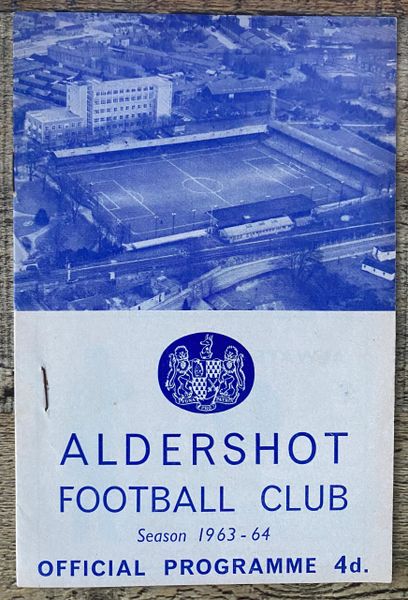 ALDERSHOT
FOOTBALL CLUB
Season 1963-64
OFFICIAL PROGRAMME 4d.